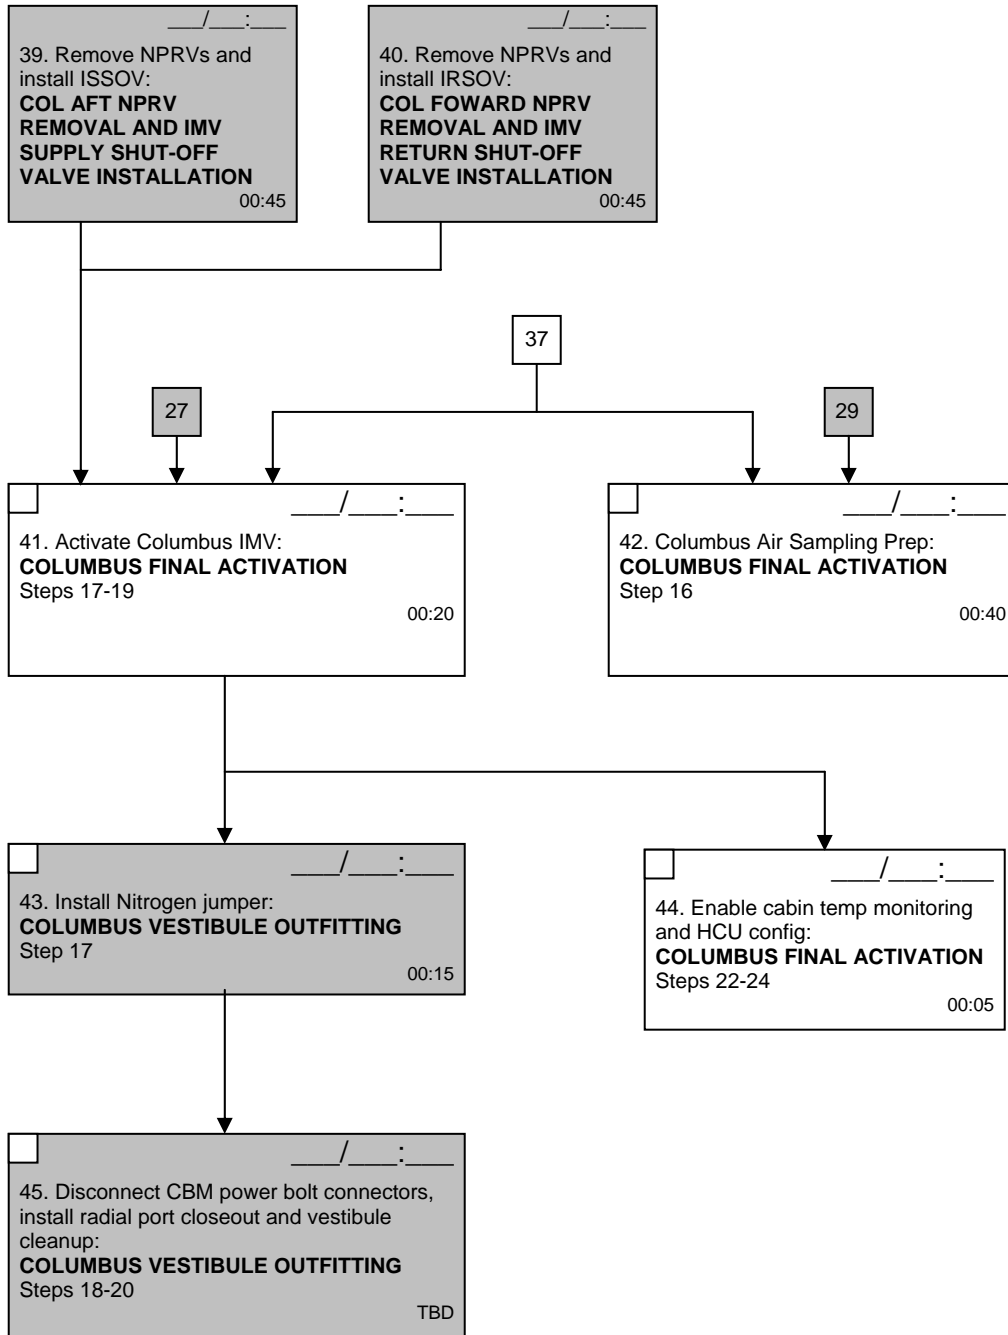 ___/___:___
39. Remove NPRVs and
install ISSOV:
COL AFT NPRV
REMOVAL AND IMV
SUPPLY SHUT-OFF
VALVE INSTALLATION
00:45
___/___:___
40. Remove NPRVs and
install IRSOV:
COL FOWARD NPRV
REMOVAL AND IMV
RETURN SHUT-OFF
VALVE INSTALLATION
00:45
37
27
29
___/___:___
41. Activate Columbus IMV:
COLUMBUS FINAL ACTIVATION
Steps 17-19
00:20
___/___:___
42. Columbus Air Sampling Prep:
COLUMBUS FINAL ACTIVATION
Step 16
00:40
___/___:___
43. Install Nitrogen jumper:
COLUMBUS VESTIBULE OUTFITTING
Step 17
00:15
___/___:___
44. Enable cabin temp monitoring
and HCU config:
COLUMBUS FINAL ACTIVATION
Steps 22-24
00:05
___/___:___
45. Disconnect CBM power bolt connectors,
install radial port closeout and vestibule
cleanup:
COLUMBUS VESTIBULE OUTFITTING
Steps 18-20
TBD